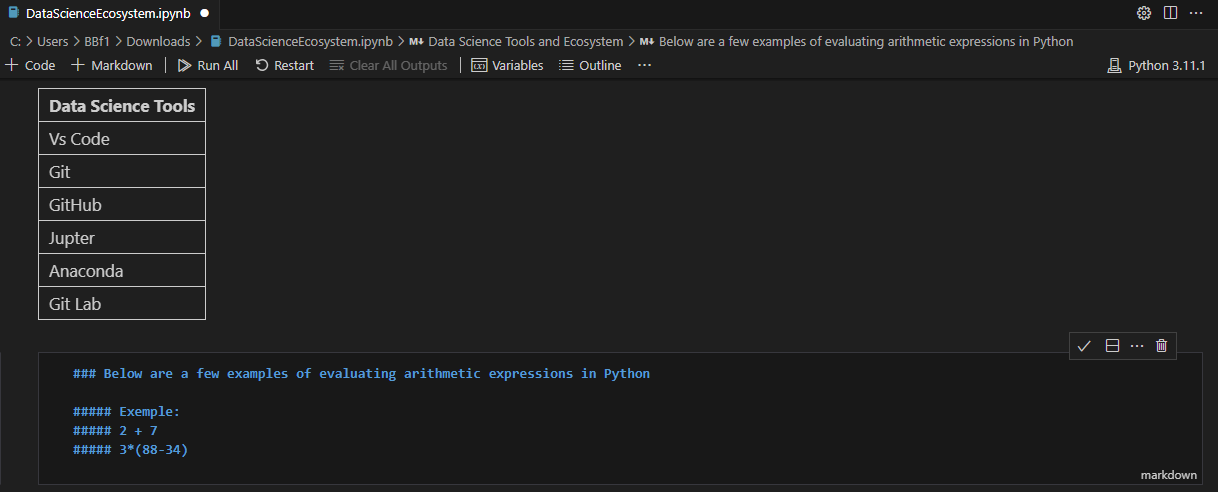 DataScienceEcosystem.ipynb
C: > Users > BBf1 > Downloads > DataScienceEcosystem.ipynb > M↓ Data Science Tools and Ecosystem > M↓ Below are a few examples of evaluating arithmetic expressions in Python
+ Code + Markdown | Run All Restart Clear All Outputs | Variables Outline ··· Python 3.11.1
Data Science Tools
Vs Code
Git
GitHub
Jupter
Anaconda
Git Lab
### Below are a few examples of evaluating arithmetic expressions in Python
##### Exemple:
##### 2 + 7
##### 3*(88-34)
markdown